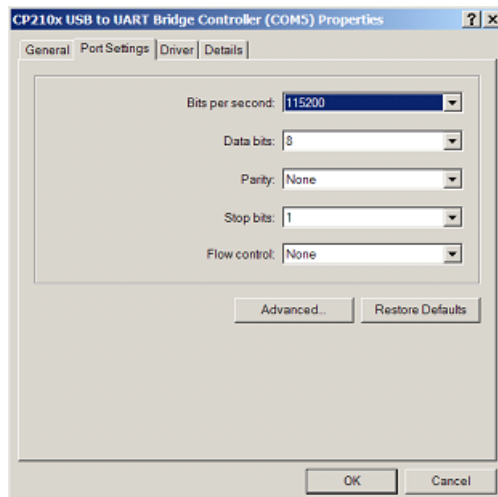 CP210x USB to UART Bridge Controller (COM5) Properties
General Port Settings Driver Details
Bits per second: 115200
Data bits: 8
Parity: None
Stop bits: 1
Flow control: None
Advanced... Restore Defaults
OK Cancel